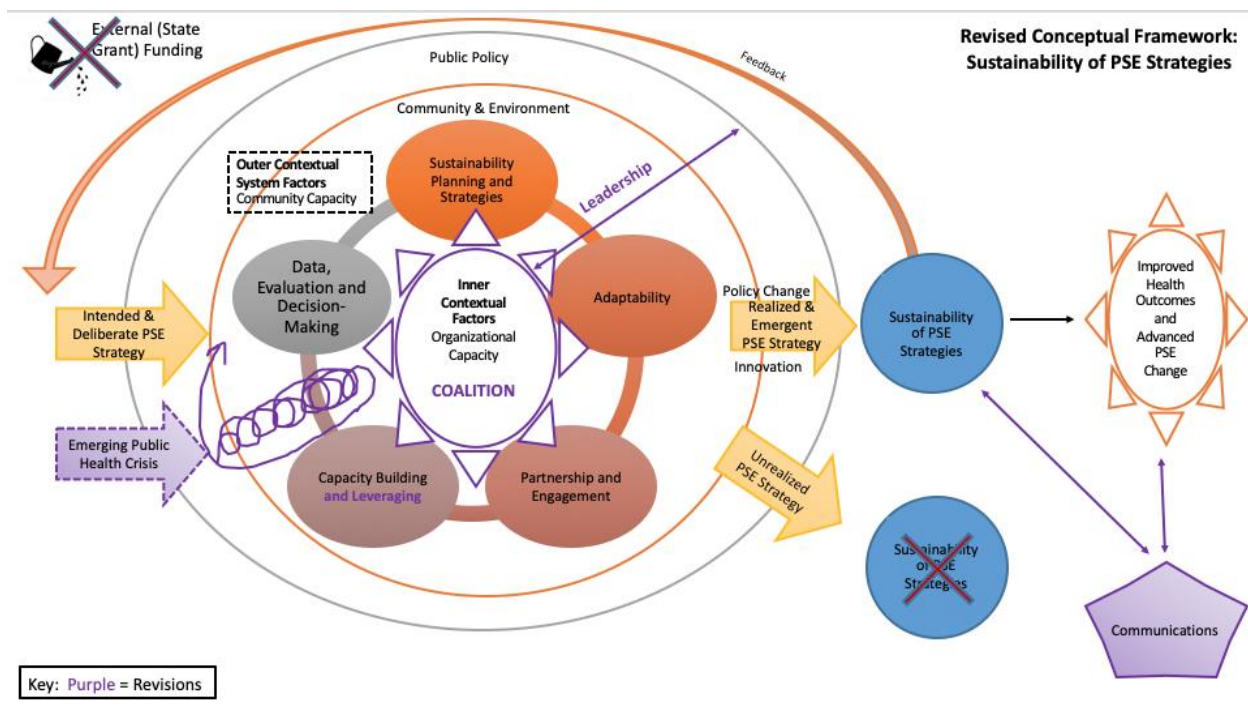 External (State
Grant) Funding
Revised Conceptual Framework:
Sustainability of PSE Strategies
Public Policy
Feedback
Community & Environment
Outer Contextual
System Factors
Community Capacity
Sustainability
Planning and
Strategies
Leadership
Data,
Evaluation and
Decision-
Making
Inner
Contextual
Factors
Organizational
Capacity
COALITION
Adaptability
Intended &
Deliberate PSE
Strategy
Policy Change
Realized &
Emergent
PSE Strategy
Innovation
Sustainability
of PSE
Strategies
Improved
Health
Outcomes
and
Advanced
PSE
Change
Emerging Public
Health Crisis
Capacity Building
and Leveraging
Partnership and
Engagement
Unrealized
PSE Strategy
Sustainability
of PSE
Strategies
Communications
Key: Purple = Revisions